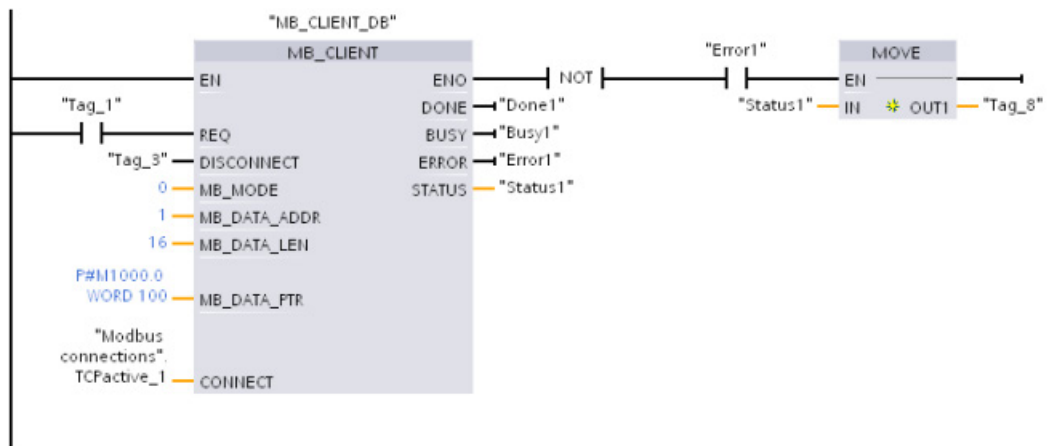 "MB_CLIENT_DB"
MB_CLIENT
"Error1"
MOVE
EN
ENO
NOT
EN
"Tag_1"
DONE
"Done1"
"Status1"
IN
OUT1
"Tag_8"
REQ
BUSY
"Busy1"
"Tag_3"
DISCONNECT
ERROR
"Error1"
0
MB_MODE
STATUS
"Status1"
1
MB_DATA_ADDR
16
MB_DATA_LEN
P#M1000.0
WORD 100
MB_DATA_PTR
"Modbus
connections".
TCPactive_1
CONNECT